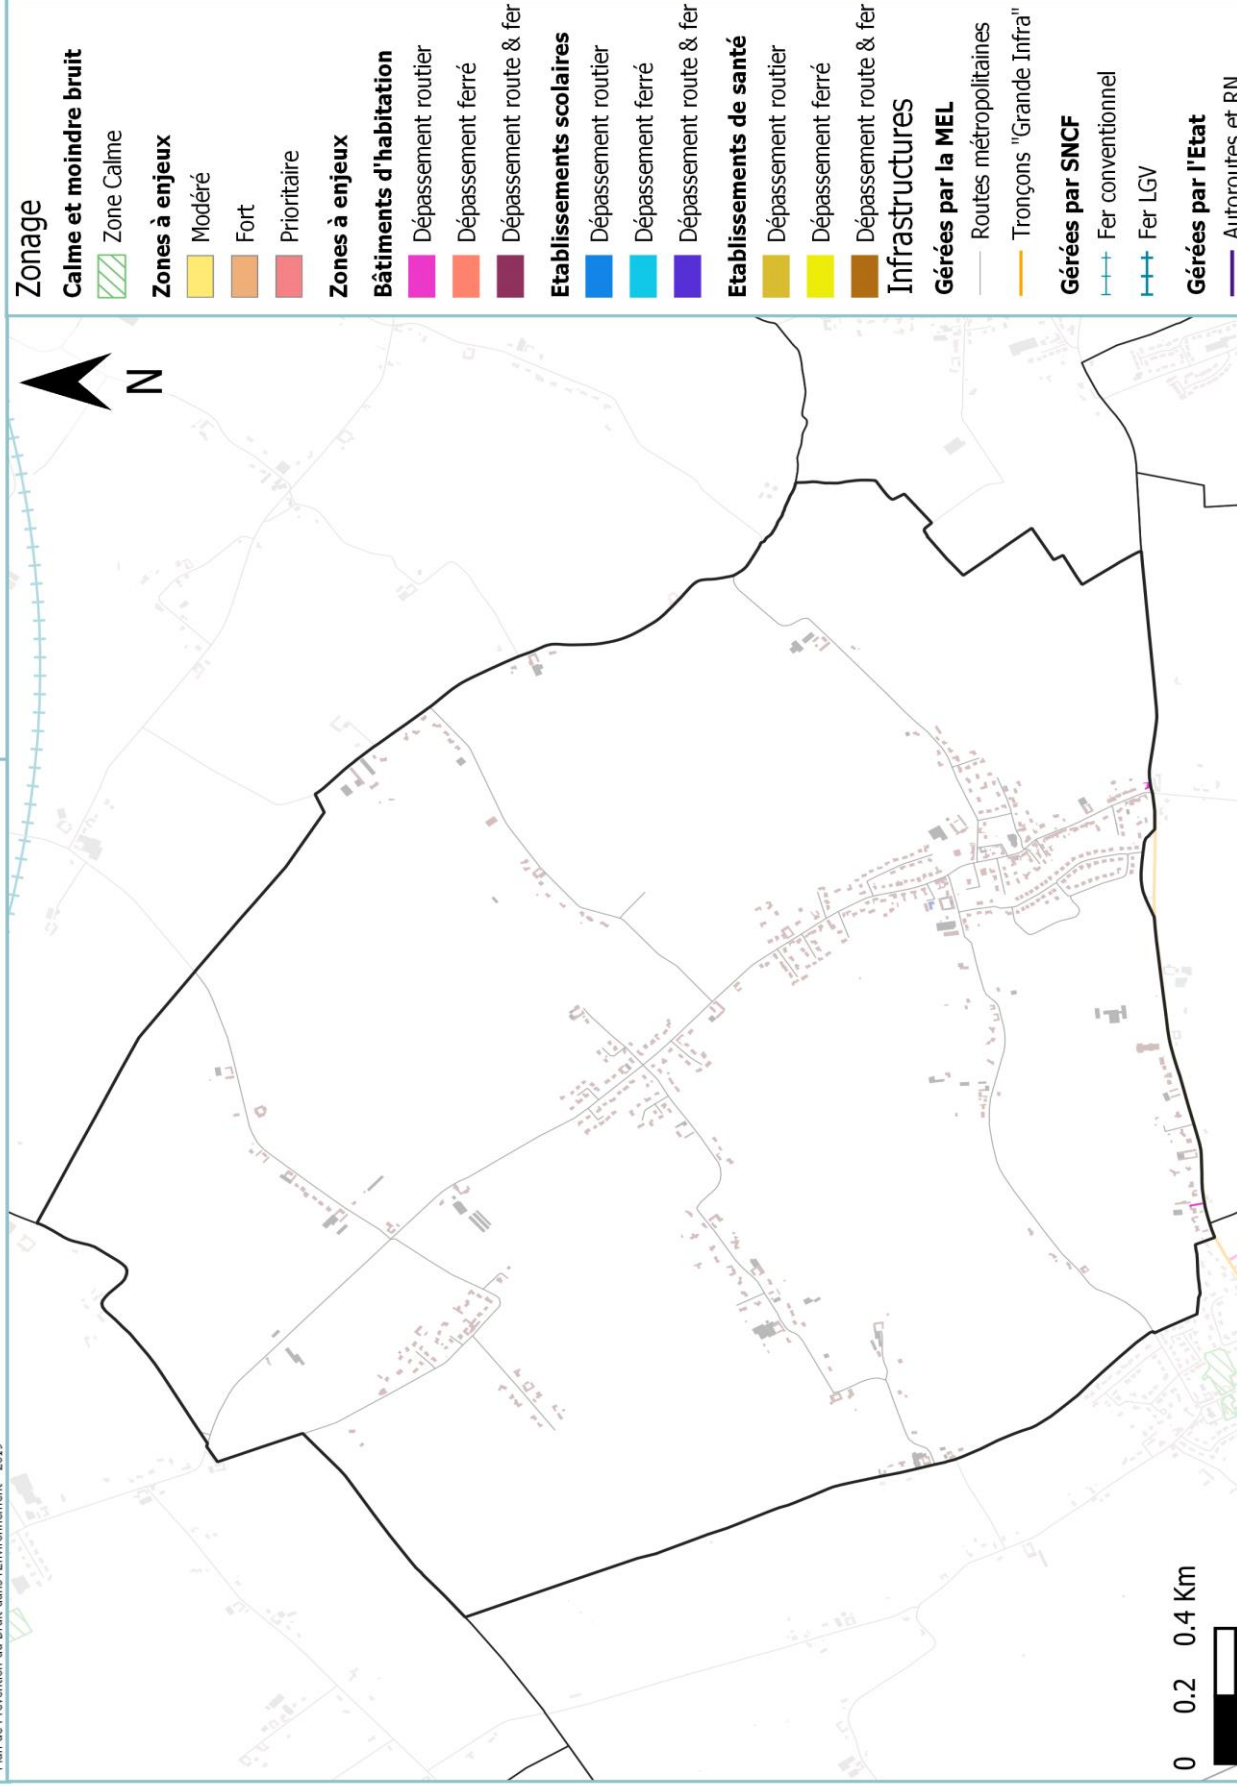 Zonage
Calme et moindre bruit
Zone Calme
Zones à enjeux
Modéré
Fort
Prioritaire
Zones à enjeux
Bâtiments d'habitation
Dépassement routier
Dépassement ferré
Dépassement route & fer
Etablissements scolaires
Dépassement routier
Dépassement ferré
Dépassement route & fer
Etablissements de santé
Dépassement routier
Dépassement ferré
Dépassement route & fer
Infrastructures
Gérées par la MEL
Routes métropolitaines
Tronçons "Grande Infra"
Gérées par SNCF
Fer conventionnel
Fer LGV
Gérées par l'Etat
Autoroutes et RN
N
0 0.2 0.4 Km